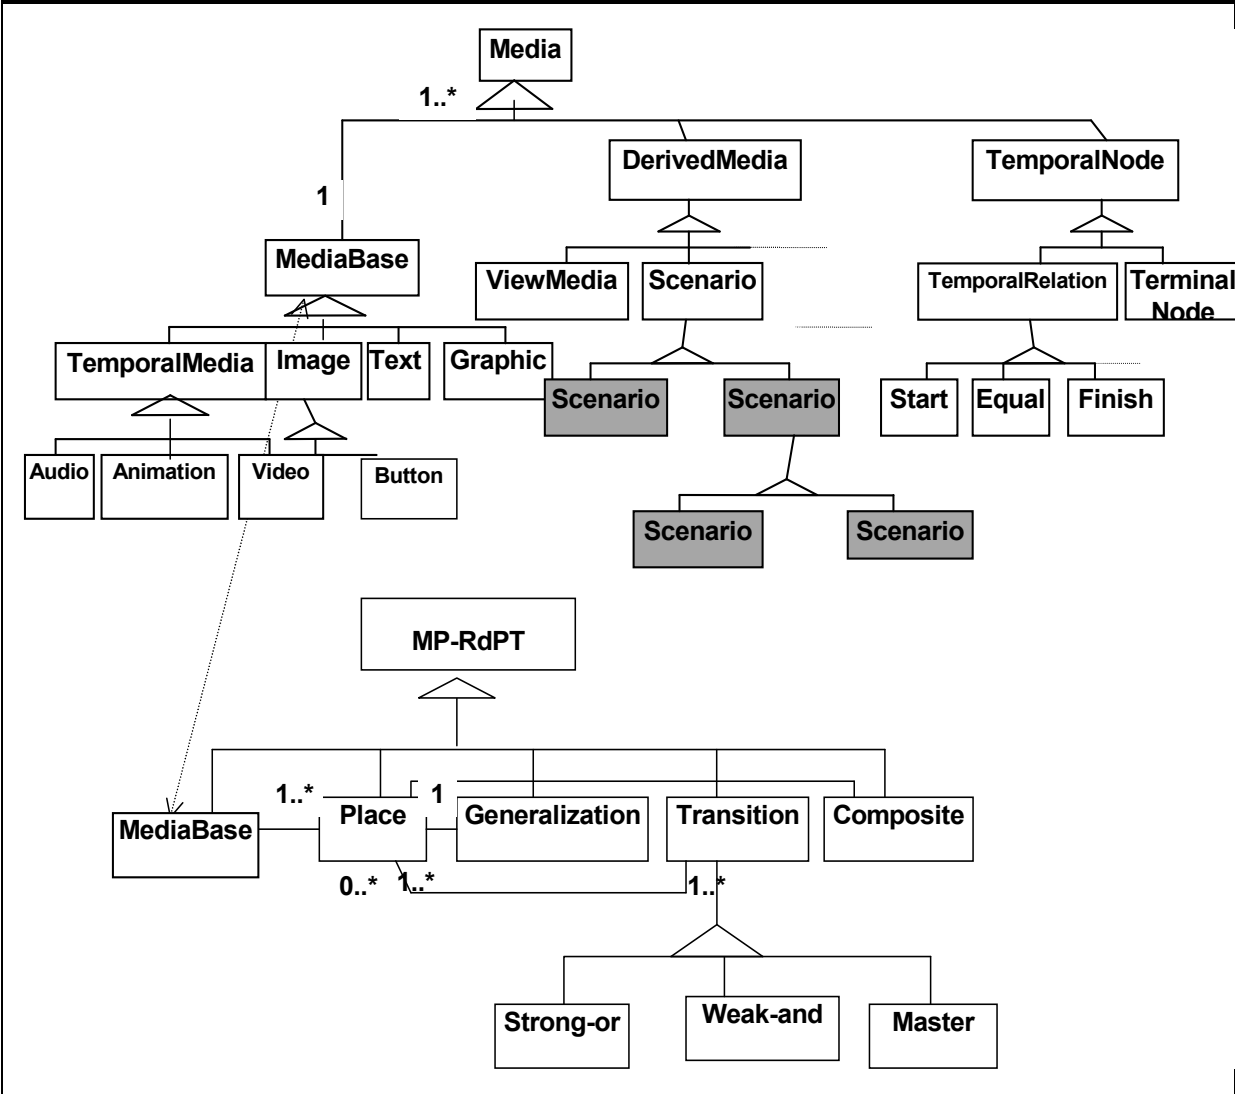 Media
1..*
DerivedMedia
TemporalNode
1
MediaBase
ViewMedia
Scenario
TemporalRelation
Terminal
Node
TemporalMedia
Image
Text
Graphic
Scenario
Scenario
Start
Equal
Finish
Audio
Animation
Video
Button
Scenario
Scenario
MP-RdPT
1..*
1
MediaBase
Place
Generalization
Transition
Composite
0..*
1..*
1..*
Strong-or
Weak-and
Master